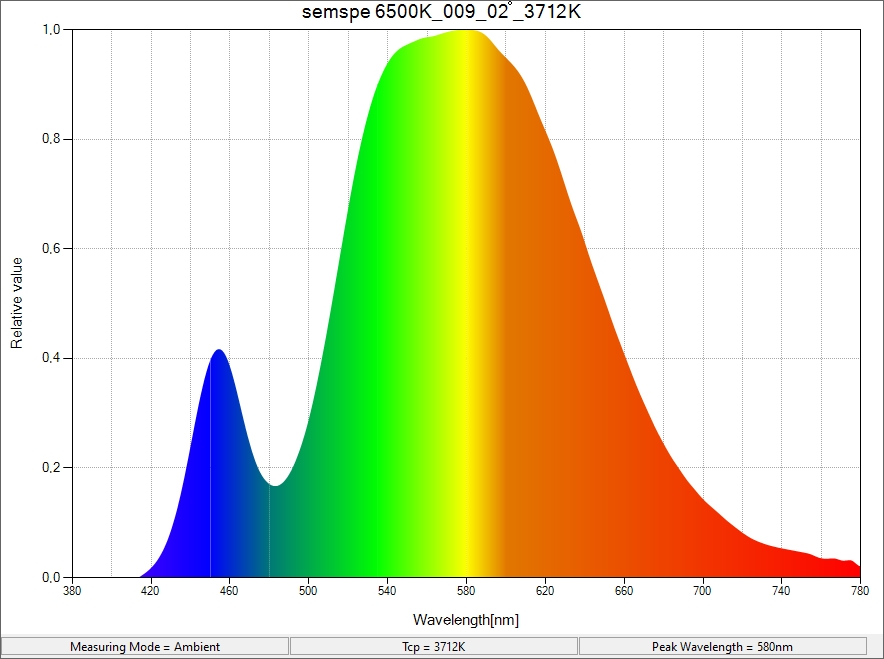 semspe 6500K_009_02°_3712K
1.0
0.8
0.6
0.4
0.2
0.0
Relative value
380 420 460 500 540 580 620 660 700 740 780
Wavelength[nm]
Measuring Mode = Ambient Tcp = 3712K Peak Wavelength = 580nm